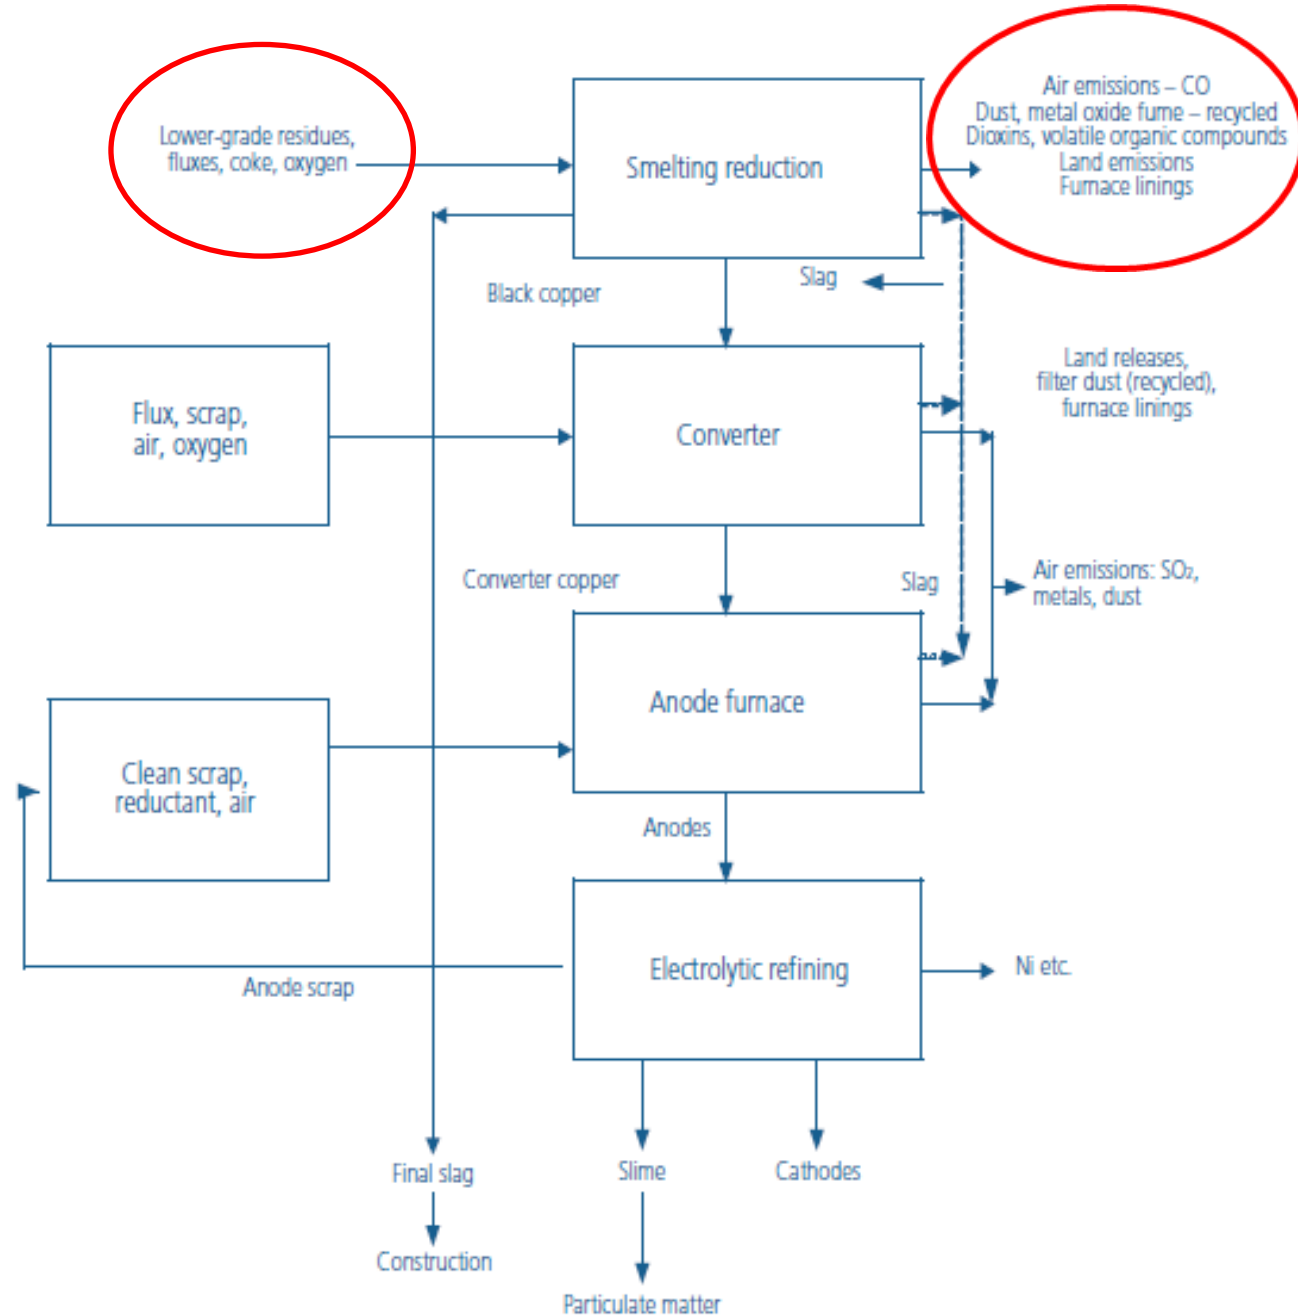 Air emissions – CO
Dust, metal oxide fume – recycled
Dioxins, volatile organic compounds
Land emissions
Furnace linings
Lower-grade residues,
fluxes, coke, oxygen
Smelting reduction
Slag
Black copper
Land releases,
filter dust (recycled),
furnace linings
Flux, scrap,
air, oxygen
Converter
Converter copper
Slag
Air emissions: SO₂,
metals, dust
Anode furnace
Clean scrap,
reductant, air
Anodes
Electrolytic refining
Ni etc.
Anode scrap
Final slag
Slime
Cathodes
Construction
Particulate matter